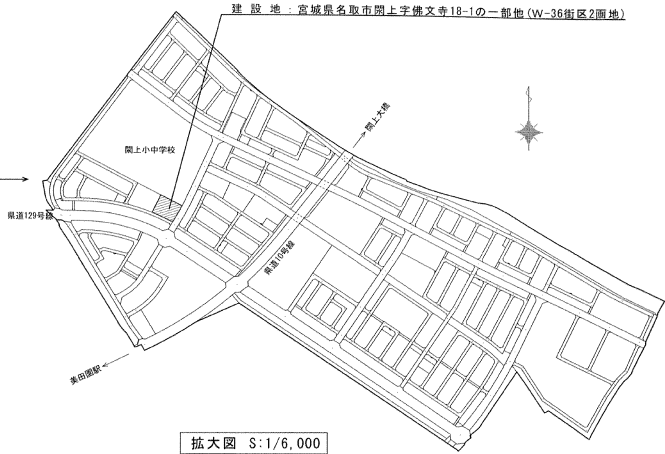 建設地：宮城県名取市閖上字佛文寺18-1の一部他(W-36街区2画地)
閖上大橋
閖上小中学校
県道129号線
県道10号線
美田園駅
拡大図 S:1/6,000